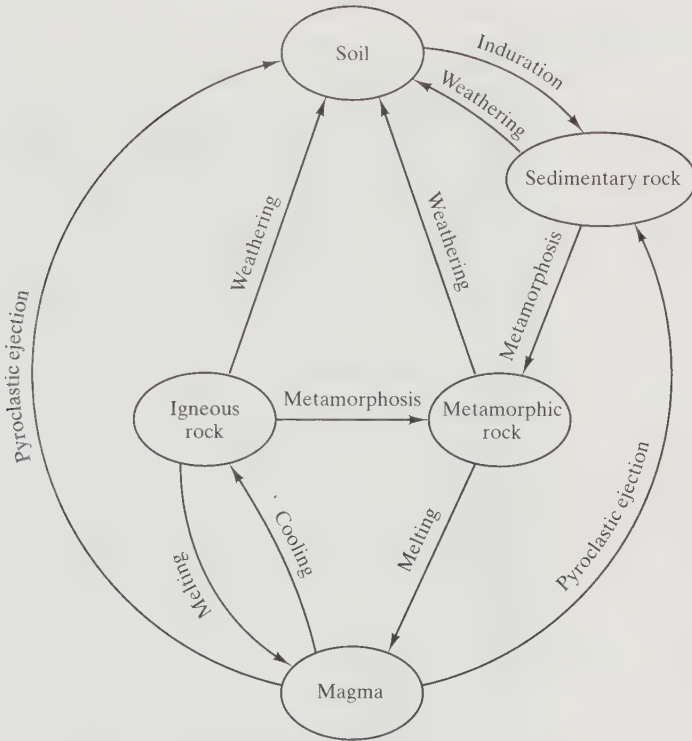 Soil
Induration
Weathering
Sedimentary rock
Weathering
Weathering
Metamorphosis
Pyroclastic ejection
Igneous
rock
Metamorphosis
Metamorphic
rock
Melting
Cooling
Melting
Pyroclastic ejection
Magma